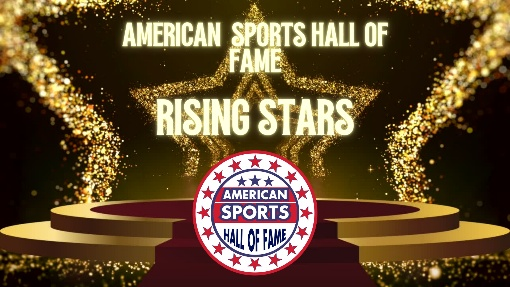 AMERICAN SPORTS HALL OF
FAME
RISING STARS
AMERICAN
SPORTS
HALL OF FAME